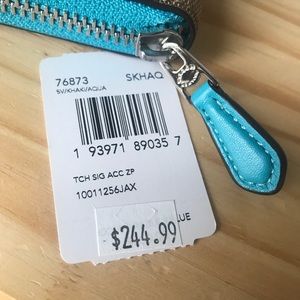 76873 SKHAQ
SV/KHAKI/AQUA
1 93971 89035 7
TCH SIG ACC ZP
10011256JAX
$244.99